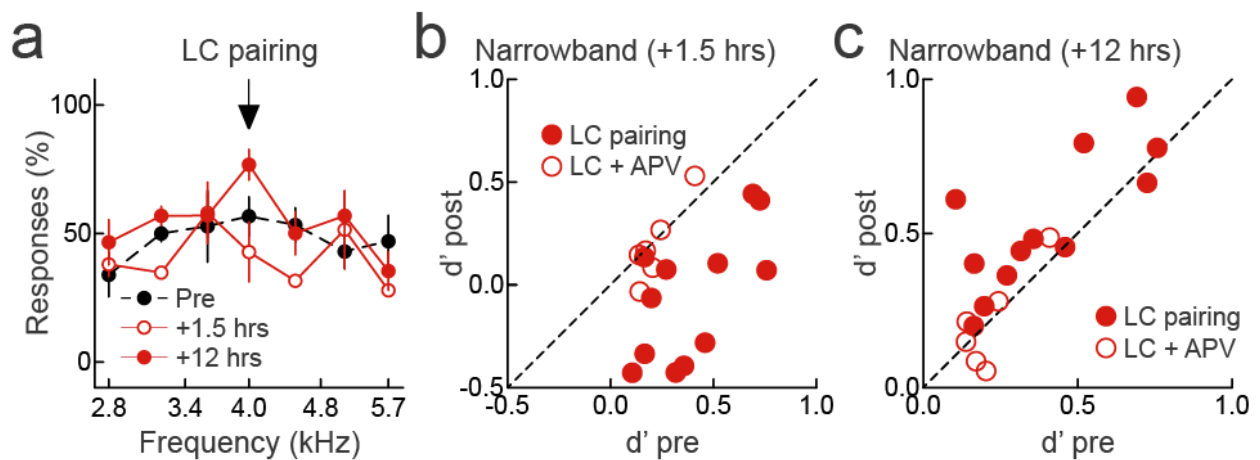 a
LC pairing
Responses (%)
100
50
0
Pre
+1.5 hrs
+12 hrs
2.8 3.4 4.0 4.8 5.7
Frequency (kHz)
b
Narrowband (+1.5 hrs)
d' post
1.0
0.5
0.0
-0.5
LC pairing
LC + APV
-0.5 0.0 0.5 1.0
d' pre
c
Narrowband (+12 hrs)
d' post
1.0
0.5
0.0
LC pairing
LC + APV
0.0 0.5 1.0
d' pre